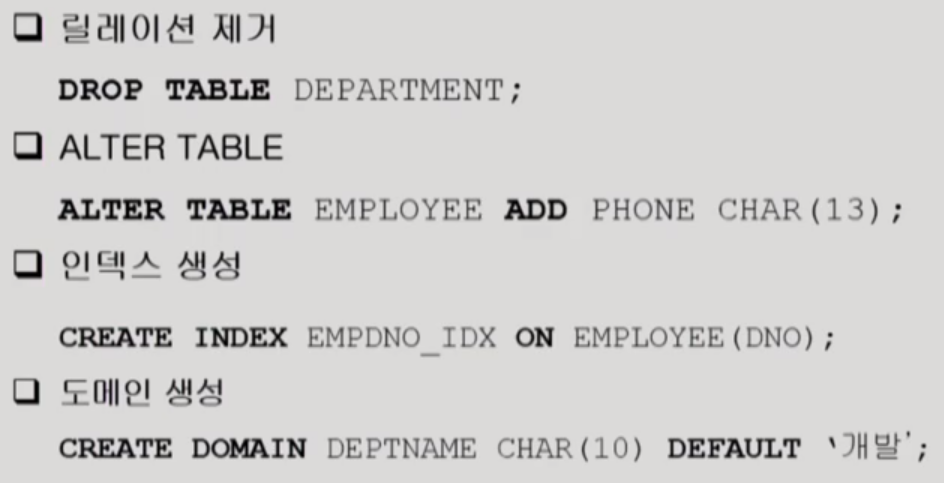 ❑ 릴레이션 제거
DROP TABLE DEPARTMENT;
❑ ALTER TABLE
ALTER TABLE EMPLOYEE ADD PHONE CHAR(13);
❑ 인덱스 생성
CREATE INDEX EMPDNO_IDX ON EMPLOYEE(DNO);
❑ 도메인 생성
CREATE DOMAIN DEPTNAME CHAR(10) DEFAULT ‵개발′;